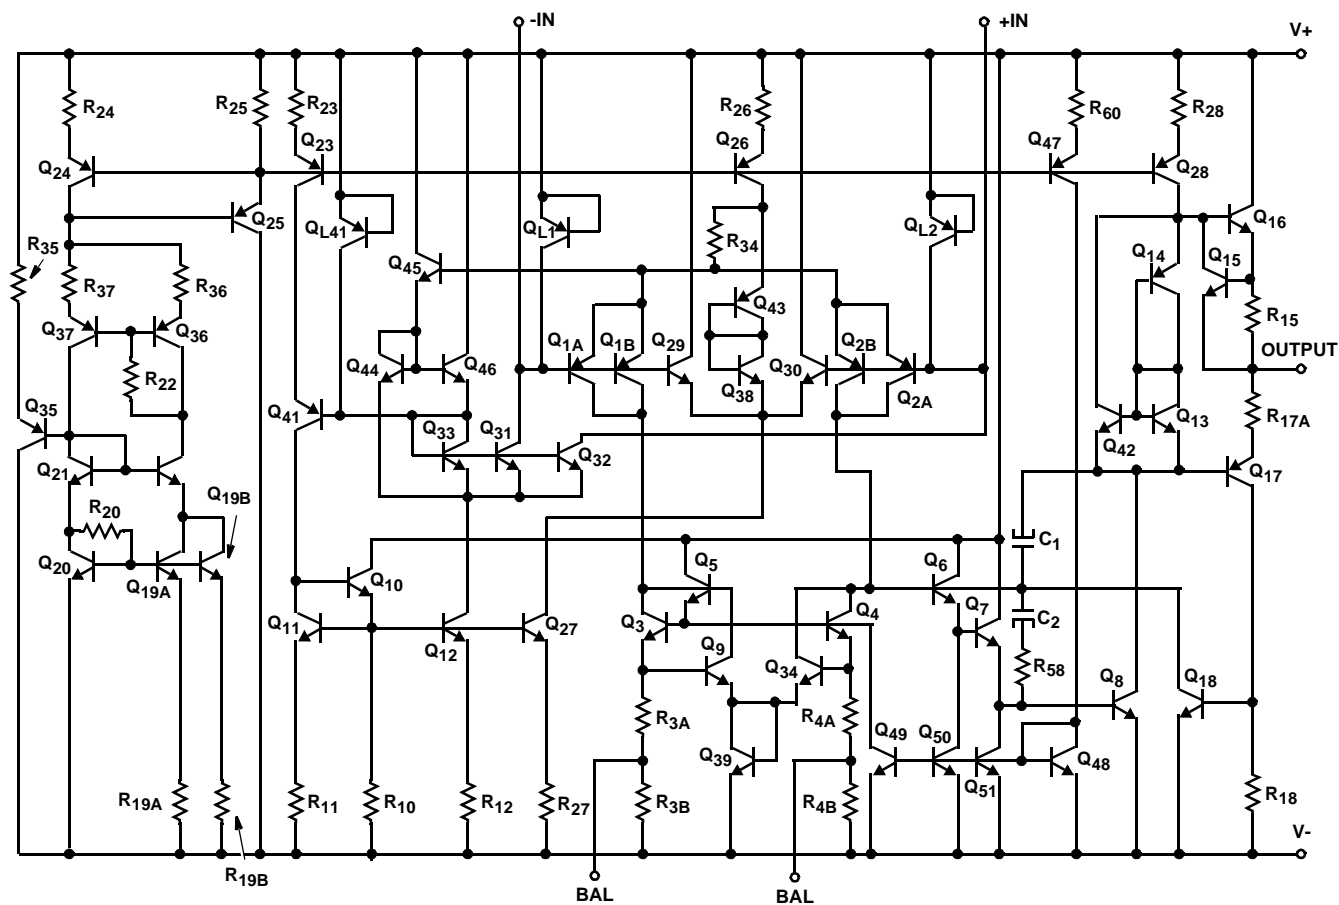 -IN
+IN
V+
R24
R25
R23
R26
R60
R28
Q24
Q23
Q26
Q47
Q28
Q25
QL41
QL1
QL2
Q16
R35
R34
Q14
Q15
R37
R36
Q45
Q43
R15
Q37
Q36
Q1A
Q1B
Q29
Q2B
OUTPUT
R22
Q44
Q46
Q38
Q30
Q2A
Q35
Q41
Q33
Q31
Q13
R17A
Q42
Q21
Q32
Q17
Q19B
R20
C1
Q20
Q19A
Q10
Q5
Q6
Q11
Q12
Q27
Q3
Q4
Q7
C2
Q9
Q34
R58
Q8
Q18
R3A
R4A
Q49
Q50
Q39
Q51
Q48
R19A
R11
R10
R12
R27
R3B
R4B
R18
V-
R19B
BAL
BAL